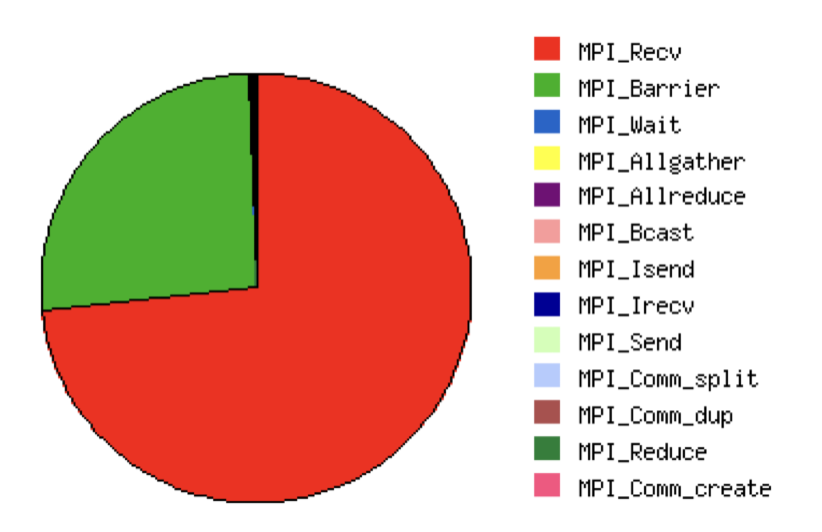 MPI_Recv
MPI_Barrier
MPI_Wait
MPI_Allgather
MPI_Allreduce
MPI_Bcast
MPI_Isend
MPI_Irecv
MPI_Send
MPI_Comm_split
MPI_Comm_dup
MPI_Reduce
MPI_Comm_create